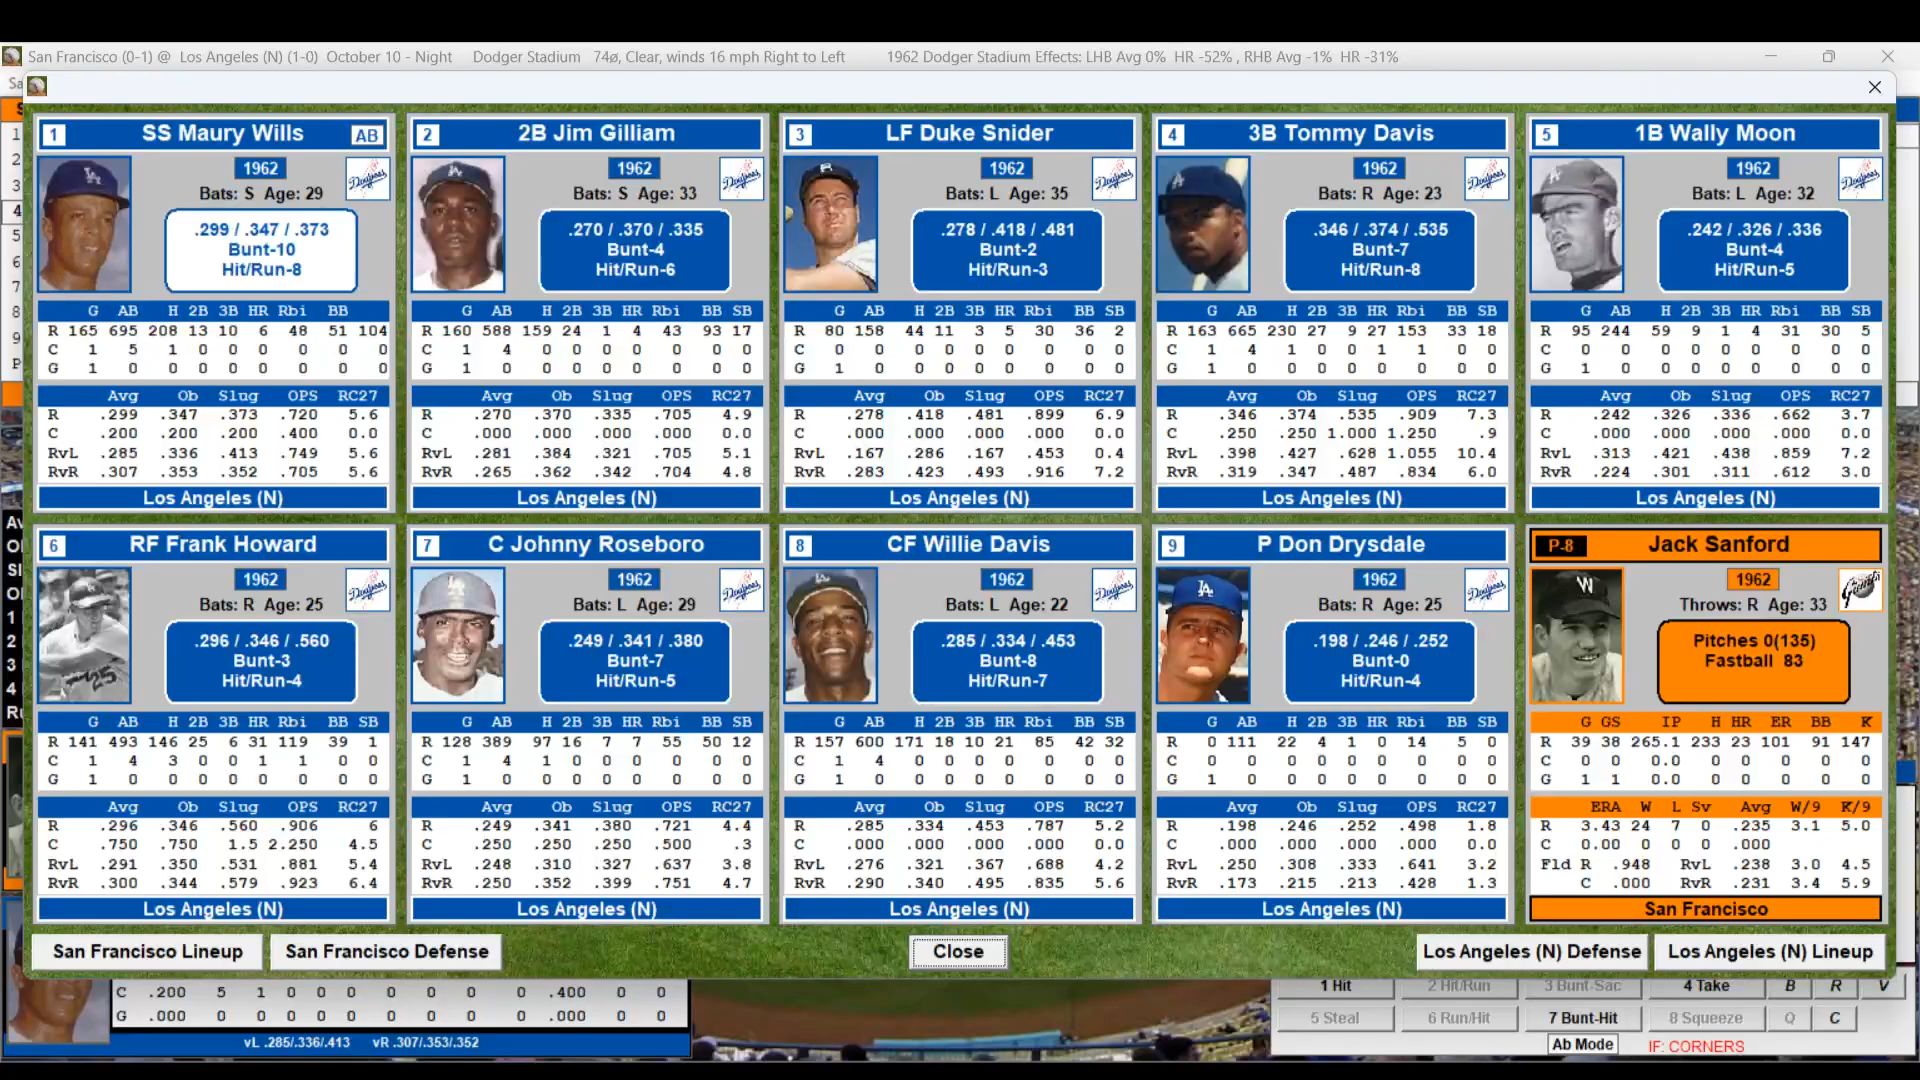 San Francisco (0-1) @ Los Angeles (N) (1-0) October 10 - Night Dodger Stadium 74ø, Clear, winds 16 mph Right to Left 1962 Dodger Stadium Effects: LHB Avg 0% HR -52% , RHB Avg -1% HR -31%
1 SS Maury Wills AB
1962
Bats: S Age: 29
.299 / .347 / .373
Bunt-10
Hit/Run-8
G AB H 2B 3B HR Rbi BB
R 165 695 208 13 10 6 48 51 104
C 1 5 1 0 0 0 0 0 0
G 1 0 0 0 0 0 0 0 0
Avg Ob Slug OPS RC27
R .299 .347 .373 .720 5.6
C .200 .200 .200 .400 0.0
RvL .285 .336 .413 .749 5.6
RvR .307 .353 .352 .705 5.6
Los Angeles (N)
2 2B Jim Gilliam
1962
Dodgers
Bats: S Age: 33
.270 / .370 / .335
Bunt-4
Hit/Run-6
G AB H 2B 3B HR Rbi BB SB
R 160 588 159 24 1 4 43 93 17
C 1 4 0 0 0 0 0 0 0
G 1 0 0 0 0 0 0 0 0
Avg Ob Slug OPS RC27
R .270 .370 .335 .705 4.9
C .000 .000 .000 .000 0.0
RvL .281 .384 .321 .705 5.1
RvR .265 .362 .342 .704 4.8
Los Angeles (N)
3 LF Duke Snider
1962
Dodgers
Bats: L Age: 35
.278 / .418 / .481
Bunt-2
Hit/Run-3
G AB H 2B 3B HR Rbi BB SB
R 80 158 44 11 3 5 30 36 2
C 0 0 0 0 0 0 0 0 0
G 1 0 0 0 0 0 0 0 0
Avg Ob Slug OPS RC27
R .278 .418 .481 .899 6.9
C .000 .000 .000 .000 0.0
RvL .167 .286 .167 .453 0.4
RvR .283 .423 .493 .916 7.2
Los Angeles (N)
4 3B Tommy Davis
1962
Dodgers
Bats: R Age: 23
.346 / .374 / .535
Bunt-7
Hit/Run-8
G AB H 2B 3B HR Rbi BB SB
R 163 665 230 27 9 27 153 33 18
C 1 4 1 0 0 1 1 0 0
G 1 0 0 0 0 0 0 0 0
Avg Ob Slug OPS RC27
R .346 .374 .535 .909 7.3
C .250 .250 1.000 1.250 .9
RvL .398 .427 .628 1.055 10.4
RvR .319 .347 .487 .834 6.0
Los Angeles (N)
5 1B Wally Moon
1962
Dodgers
Bats: L Age: 32
.242 / .326 / .336
Bunt-4
Hit/Run-5
G AB H 2B 3B HR Rbi BB SB
R 95 244 59 9 1 4 31 30 5
C 0 0 0 0 0 0 0 0 0
G 1 0 0 0 0 0 0 0 0
Avg Ob Slug OPS RC27
R .242 .326 .336 .662 3.7
C .000 .000 .000 .000 0.0
RvL .313 .421 .438 .859 7.2
RvR .224 .301 .311 .612 3.0
Los Angeles (N)
6 RF Frank Howard
1962
Dodgers
Bats: R Age: 25
.296 / .346 / .560
Bunt-3
Hit/Run-4
G AB H 2B 3B HR Rbi BB SB
R 141 493 146 25 6 31 119 39 1
C 1 4 3 0 0 1 1 0 0
G 1 0 0 0 0 0 0 0 0
Avg Ob Slug OPS RC27
R .296 .346 .560 .906 6
C .750 .750 1.5 2.250 4.5
RvL .291 .350 .531 .881 5.4
RvR .300 .344 .579 .923 6.4
Los Angeles (N)
7 C Johnny Roseboro
1962
Dodgers
Bats: L Age: 29
.249 / .341 / .380
Bunt-7
Hit/Run-5
G AB H 2B 3B HR Rbi BB SB
R 128 389 97 16 7 7 55 50 12
C 1 4 1 0 0 0 0 0 0
G 1 0 0 0 0 0 0 0 0
Avg Ob Slug OPS RC27
R .249 .341 .380 .721 4.4
C .250 .250 .250 .500 .3
RvL .248 .310 .327 .637 3.8
RvR .250 .352 .399 .751 4.7
Los Angeles (N)
8 CF Willie Davis
1962
Dodgers
Bats: L Age: 22
.285 / .334 / .453
Bunt-8
Hit/Run-7
G AB H 2B 3B HR Rbi BB SB
R 157 600 171 18 10 21 85 42 32
C 1 4 0 0 0 0 0 0 0
G 1 0 0 0 0 0 0 0 0
Avg Ob Slug OPS RC27
R .285 .334 .453 .787 5.2
C .000 .000 .000 .000 0.0
RvL .276 .321 .367 .688 4.2
RvR .290 .340 .495 .835 5.6
Los Angeles (N)
9 P Don Drysdale
1962
Dodgers
Bats: R Age: 25
.198 / .246 / .252
Bunt-0
Hit/Run-4
G AB H 2B 3B HR Rbi BB SB
R 0 111 22 4 1 0 14 5 0
C 0 0 0 0 0 0 0 0 0
G 1 0 0 0 0 0 0 0 0
Avg Ob Slug OPS RC27
R .198 .246 .252 .498 1.8
C .000 .000 .000 .000 0.0
RvL .250 .308 .333 .641 3.2
RvR .173 .215 .213 .428 1.3
Los Angeles (N)
P-8 Jack Sanford
1962
Giants
Throws: R Age: 33
Pitches 0(135)
Fastball 83
G GS IP H HR ER BB K
R 39 38 265.1 233 23 101 91 147
C 0 0 0.0 0 0 0 0 0
G 1 1 0.0 0 0 0 0 0
ERA W L Sv Avg W/9 K/9
R 3.43 24 7 0 .235 3.1 5.0
C 0.00 0 0 0 .000
Fld R .948 RvL .238 3.0 4.5
C .000 RvR .231 3.4 5.9
San Francisco
San Francisco Lineup San Francisco Defense Close Los Angeles (N) Defense Los Angeles (N) Lineup
C .200 5 1 0 0 0 0 0 0 0 .400 0 0
G .000 0 0 0 0 0 0 0 0 0 .000 0 0
vL .285/.336/.413 vR .307/.353/.352
1 Hit 2 Hit/Run 3 Bunt-Sac 4 Take B R V
5 Steal 6 Run/Hit 7 Bunt-Hit 8 Squeeze Q C
Ab Mode IF: CORNERS